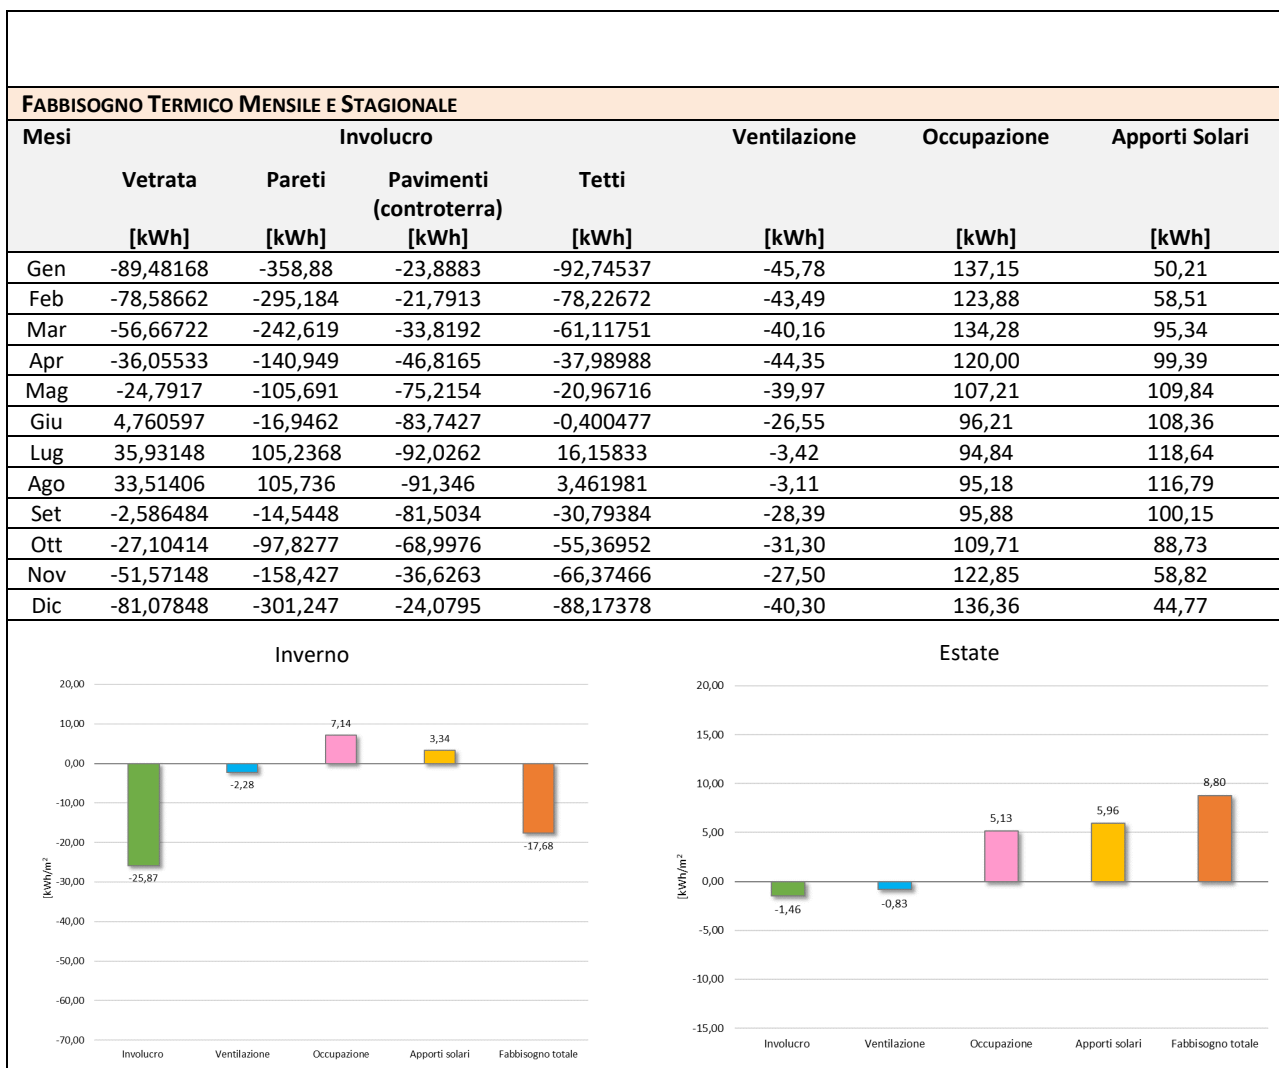 FABBISOGNO TERMICO MENSILE E STAGIONALE
Mesi Involucro Ventilazione Occupazione Apporti Solari
Vetrata Pareti Pavimenti Tetti
(controterra)
[kWh] [kWh] [kWh] [kWh] [kWh] [kWh] [kWh]
Gen -89,48168 -358,88 -23,8883 -92,74537 -45,78 137,15 50,21
Feb -78,58662 -295,184 -21,7913 -78,22672 -43,49 123,88 58,51
Mar -56,66722 -242,619 -33,8192 -61,11751 -40,16 134,28 95,34
Apr -36,05533 -140,949 -46,8165 -37,98988 -44,35 120,00 99,39
Mag -24,7917 -105,691 -75,2154 -20,96716 -39,97 107,21 109,84
Giu 4,760597 -16,9462 -83,7427 -0,400477 -26,55 96,21 108,36
Lug 35,93148 105,2368 -92,0262 16,15833 -3,42 94,84 118,64
Ago 33,51406 105,736 -91,346 3,461981 -3,11 95,18 116,79
Set -2,586484 -14,5448 -81,5034 -30,79384 -28,39 95,88 100,15
Ott -27,10414 -97,8277 -68,9976 -55,36952 -31,30 109,71 88,73
Nov -51,57148 -158,427 -36,6263 -66,37466 -27,50 122,85 58,82
Dic -81,07848 -301,247 -24,0795 -88,17378 -40,30 136,36 44,77
Inverno
20,00
10,00
0,00
-10,00
-20,00
-30,00
-40,00
-50,00
-60,00
-70,00
[kWh/m²
-25,87
-2,28
7,14
3,34
-17,68
Involucro Ventilazione Occupazione Apporti solari Fabbisogno totale
Estate
20,00
15,00
10,00
5,00
0,00
-5,00
-10,00
-15,00
[kWh/m²
-1,46
-0,83
5,13
5,96
8,80
Involucro Ventilazione Occupazione Apporti solari Fabbisogno totale